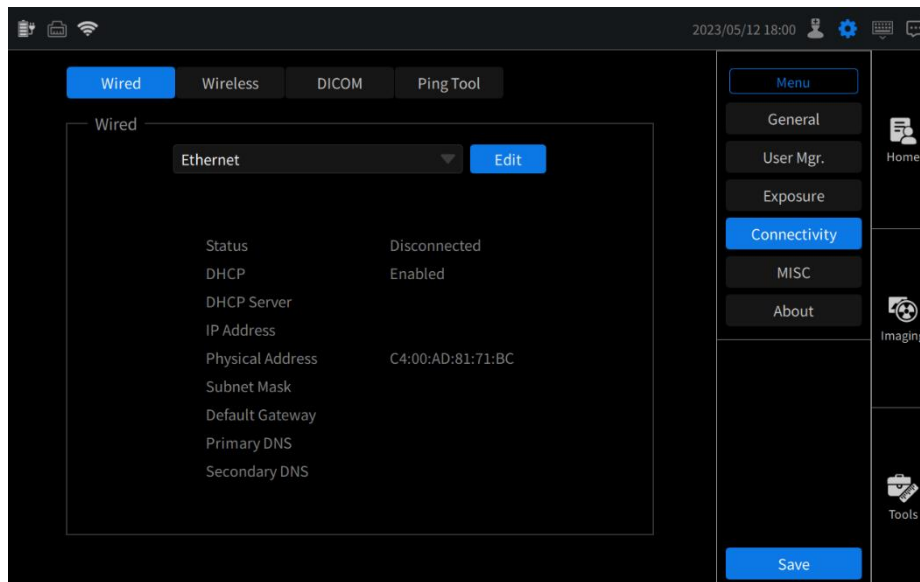 2023/05/12 18:00
Wired Wireless DICOM Ping Tool
Wired
Ethernet Edit
Status Disconnected
DHCP Enabled
DHCP Server
IP Address
Physical Address C4:00:AD:81:71:BC
Subnet Mask
Default Gateway
Primary DNS
Secondary DNS
Menu
General
User Mgr.
Exposure
Connectivity
MISC
About
Save
Home
Imaging
Tools